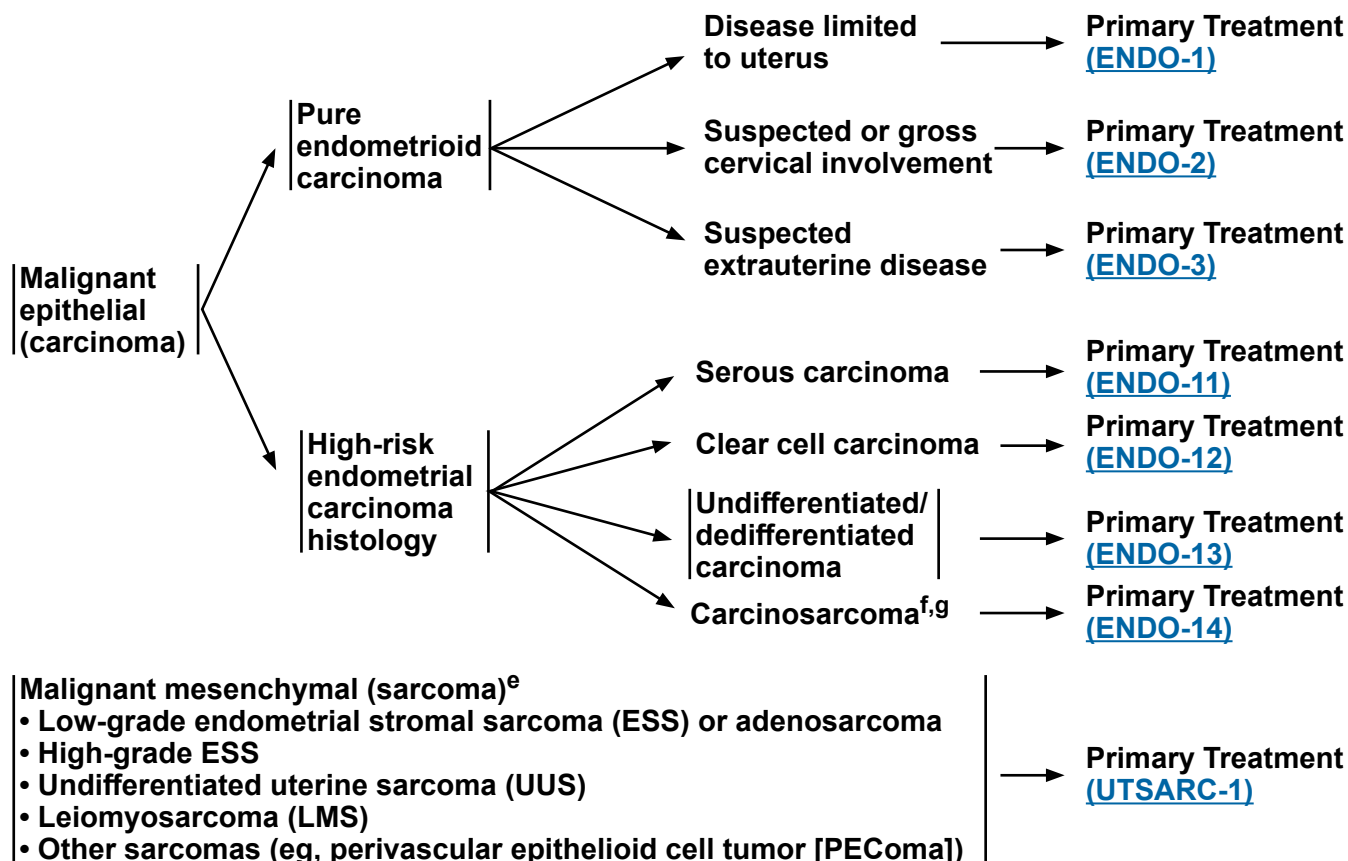 Malignant
epithelial
(carcinoma)
Pure
endometrioid
carcinoma
Disease limited
to uterus
Primary Treatment
(ENDO-1)
Suspected or gross
cervical involvement
Primary Treatment
(ENDO-2)
Suspected
extrauterine disease
Primary Treatment
(ENDO-3)
High-risk
endometrial
carcinoma
histology
Serous carcinoma
Primary Treatment
(ENDO-11)
Clear cell carcinoma
Primary Treatment
(ENDO-12)
Undifferentiated/
dedifferentiated
carcinoma
Primary Treatment
(ENDO-13)
Carcinosarcomaf,g
Primary Treatment
(ENDO-14)
Malignant mesenchymal (sarcoma)e
• Low-grade endometrial stromal sarcoma (ESS) or adenosarcoma
• High-grade ESS
• Undifferentiated uterine sarcoma (UUS)
• Leiomyosarcoma (LMS)
• Other sarcomas (eg, perivascular epithelioid cell tumor [PEComa])
Primary Treatment
(UTSARC-1)